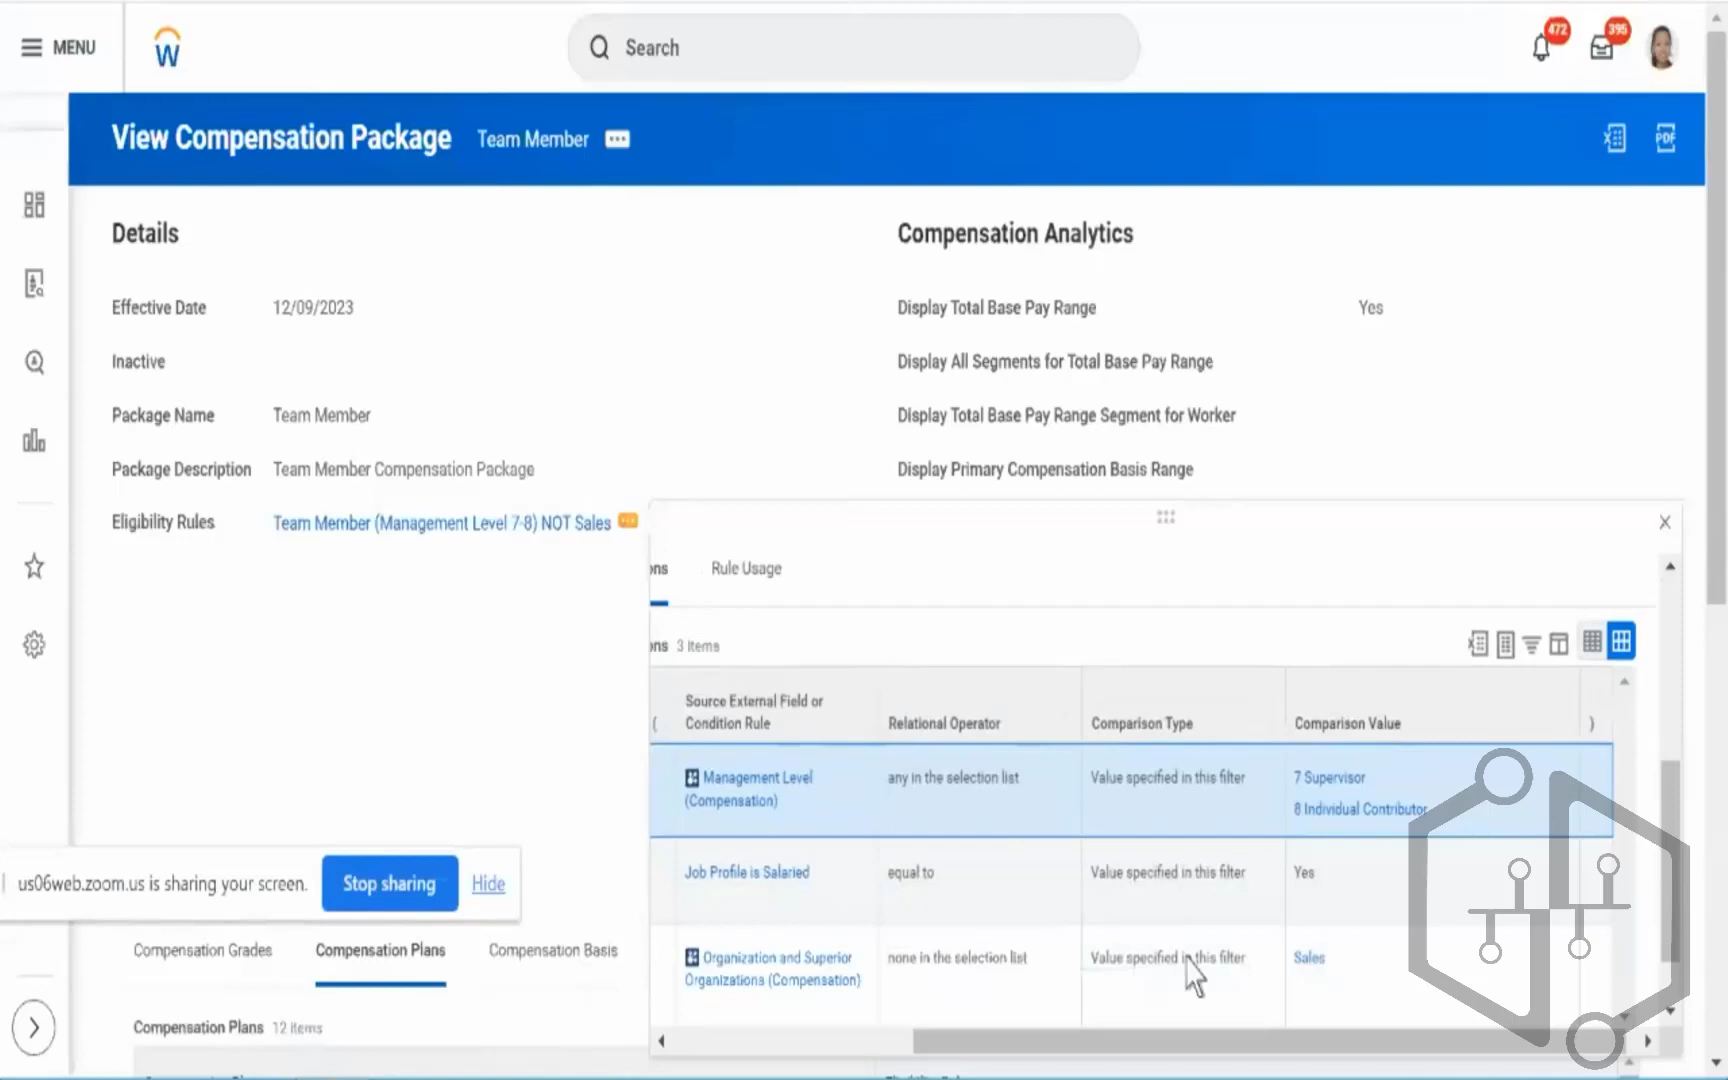 MENU
W
Search
472
395
View Compensation Package
Team Member
PDF
Details
Compensation Analytics
Effective Date
12/09/2023
Display Total Base Pay Range
Yes
Inactive
Display All Segments for Total Base Pay Range
Package Name
Team Member
Display Total Base Pay Range Segment for Worker
Package Description
Team Member Compensation Package
Display Primary Compensation Basis Range
Eligibility Rules
Team Member (Management Level 7-8) NOT Sales
ons
Rule Usage
ons
3 items
(
Source External Field or
Condition Rule
Relational Operator
Comparison Type
Comparison Value
)
Management Level
(Compensation)
any in the selection list
Value specified in this filter
7 Supervisor
8 Individual Contributor
Job Profile is Salaried
equal to
Value specified in this filter
Yes
Organization and Superior
Organizations (Compensation)
none in the selection list
Value specified in this filter
Sales
us06web.zoom.us is sharing your screen.
Stop sharing
Hide
Compensation Grades
Compensation Plans
Compensation Basis
Compensation Plans
12 items